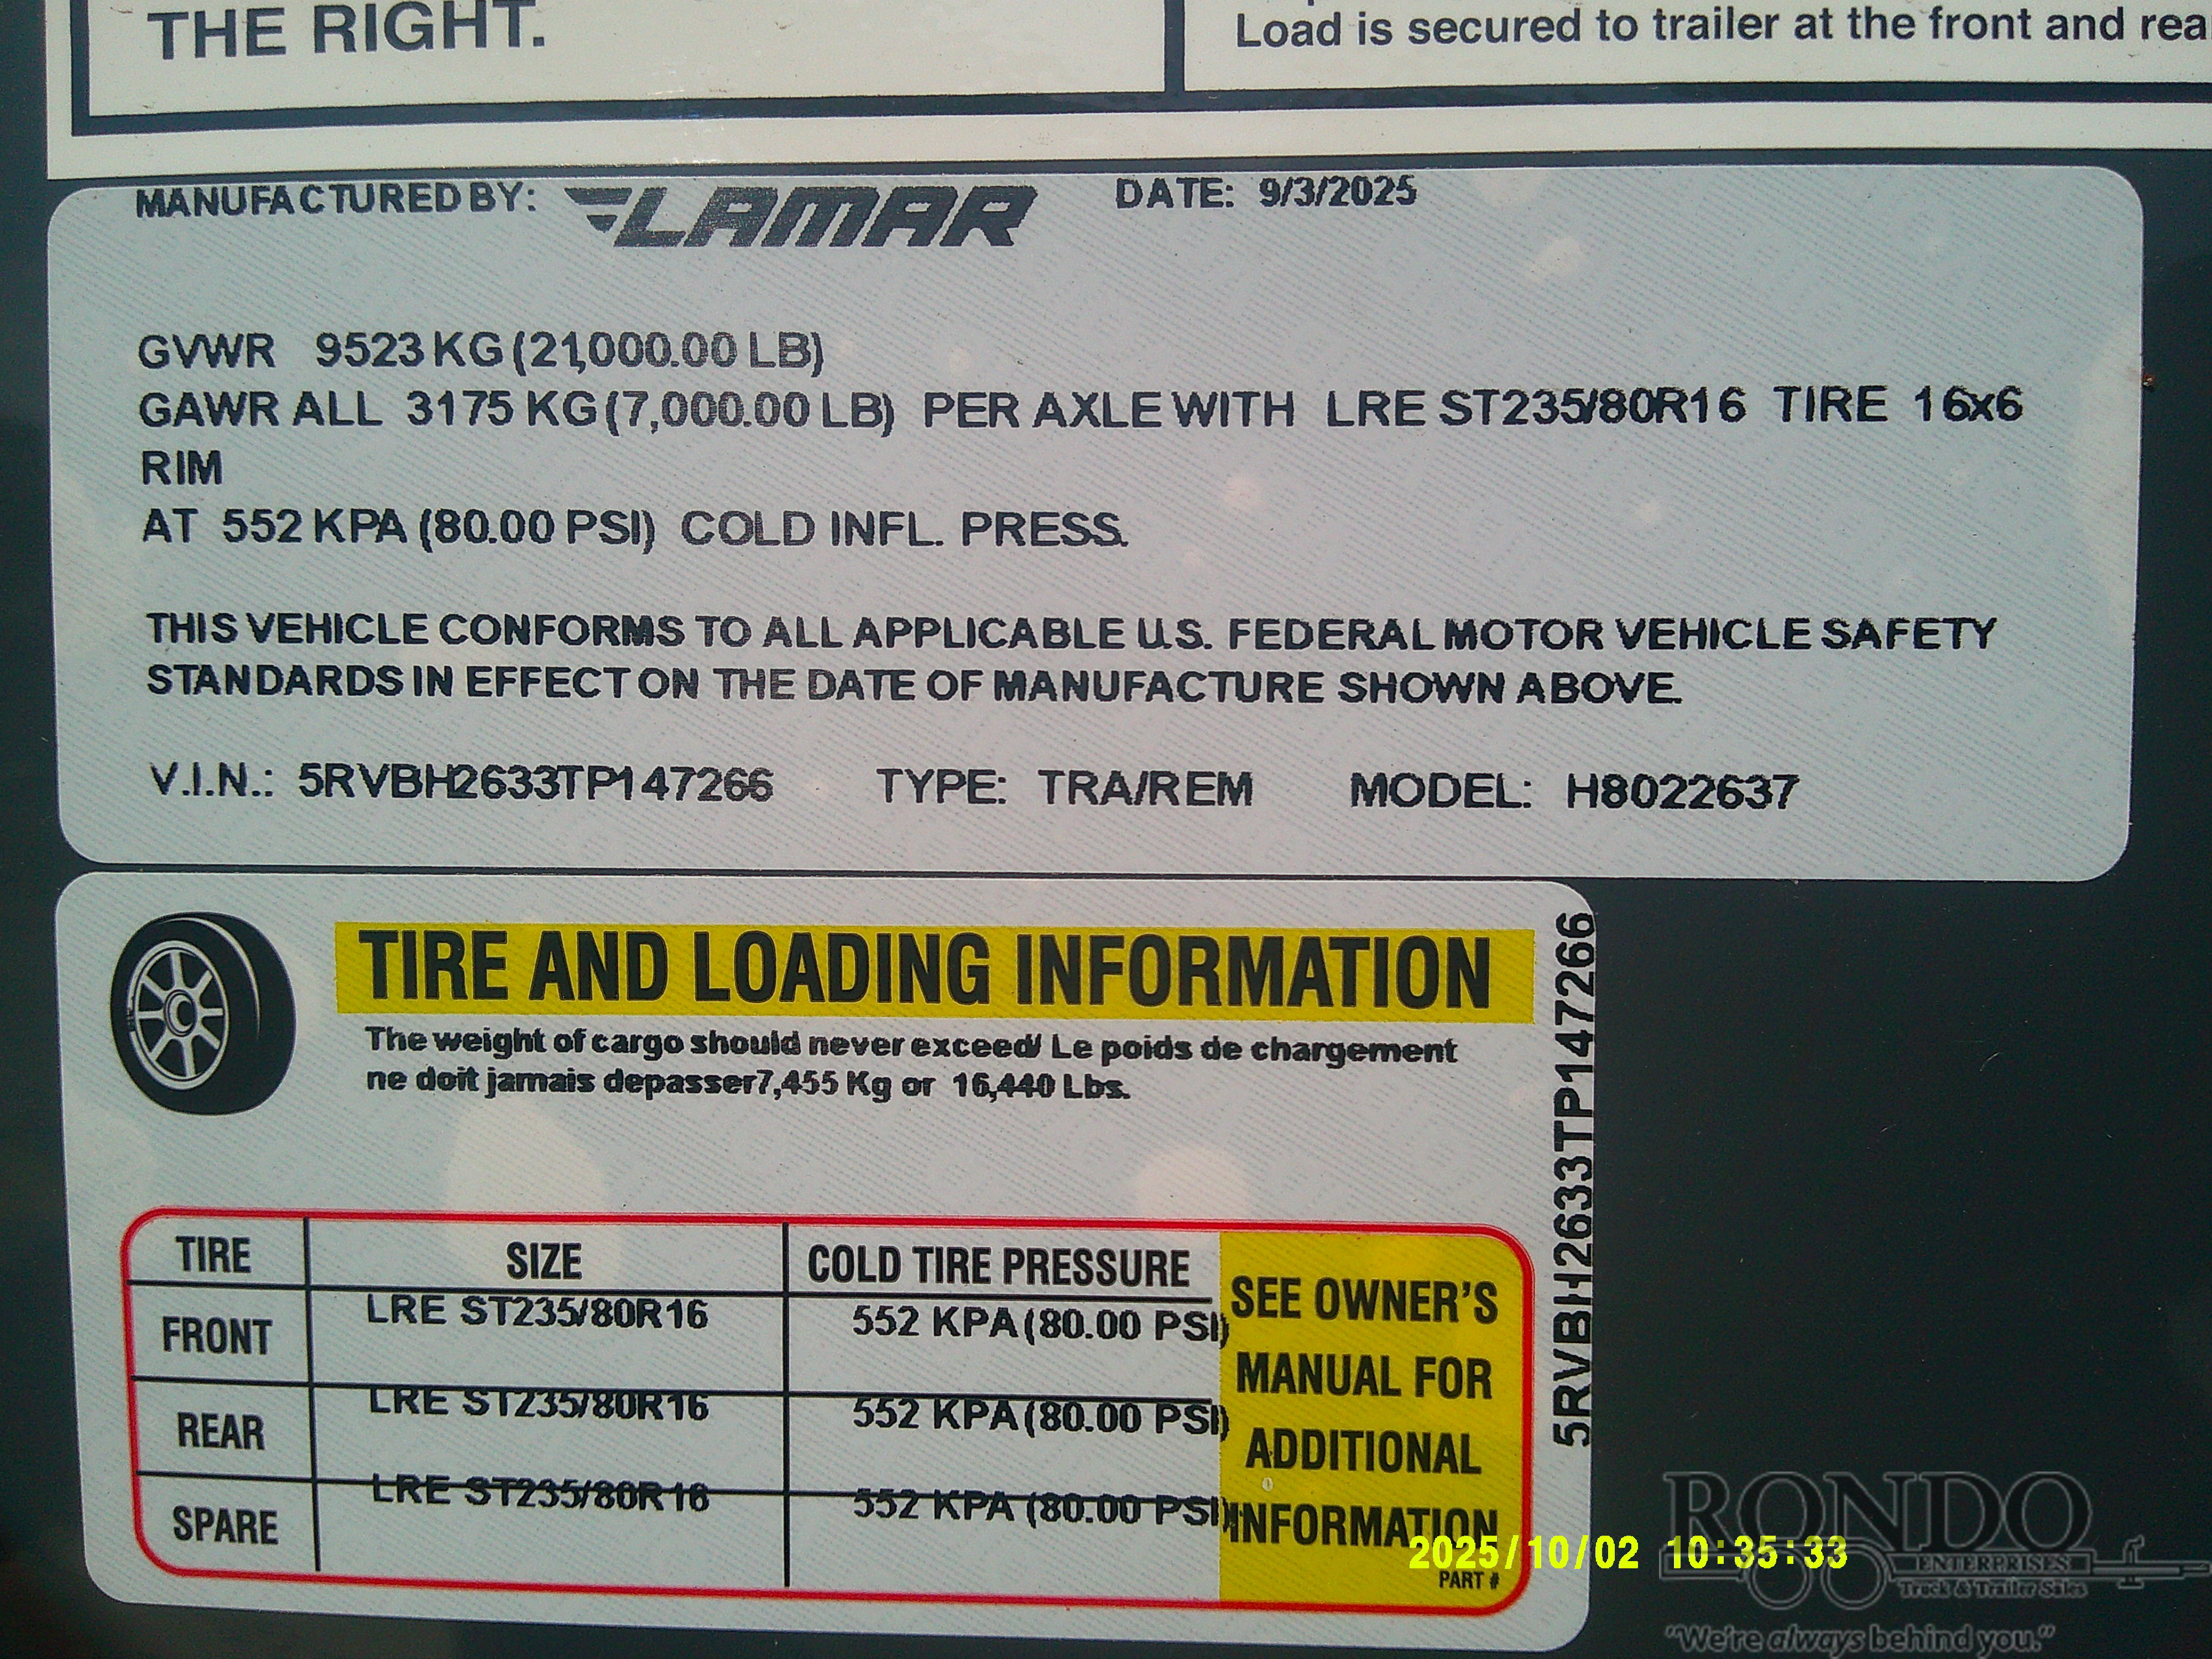 THE RIGHT.
Load is secured to trailer at the front and rea
MANUFACTURED BY: LAMAR DATE: 9/3/2025
GVWR 9523 KG (21,000.00 LB)
GAWR ALL 3175 KG (7,000.00 LB) PER AXLE WITH LRE ST235/80R16 TIRE 16x6
RIM
AT 552 KPA (80.00 PSI) COLD INFL. PRESS.
THIS VEHICLE CONFORMS TO ALL APPLICABLE U.S. FEDERAL MOTOR VEHICLE SAFETY
STANDARDS IN EFFECT ON THE DATE OF MANUFACTURE SHOWN ABOVE.
V.I.N.: 5RVBH2633TP147266 TYPE: TRA/REM MODEL: H8022637
TIRE AND LOADING INFORMATION
The weight of cargo should never exceed/ Le poids de chargement
ne doit jamais depasser7,455 Kg or 16,440 Lbs.
5RVBH2633TP147266
TIRE SIZE COLD TIRE PRESSURE
FRONT LRE ST235/80R16 552 KPA (80.00 PSI)
REAR LRE ST235/80R16 552 KPA (80.00 PSI)
SPARE LRE ST235/80R16 552 KPA (80.00 PSI)
SEE OWNER'S
MANUAL FOR
ADDITIONAL
INFORMATION
PART #
2025/10/02 10:35:33
RONDO
ENTERPRISES
Truck & Trailer Sales
"We're always behind you."